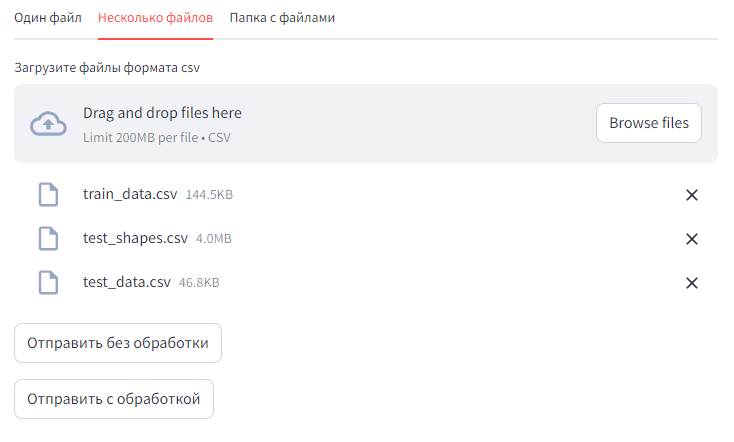 Один файл Несколько файлов Папка с файлами
Загрузите файлы формата csv
Drag and drop files here
Limit 200MB per file • CSV
Browse files
train_data.csv 144.5KB
test_shapes.csv 4.0MB
test_data.csv 46.8KB
Отправить без обработки
Отправить с обработкой